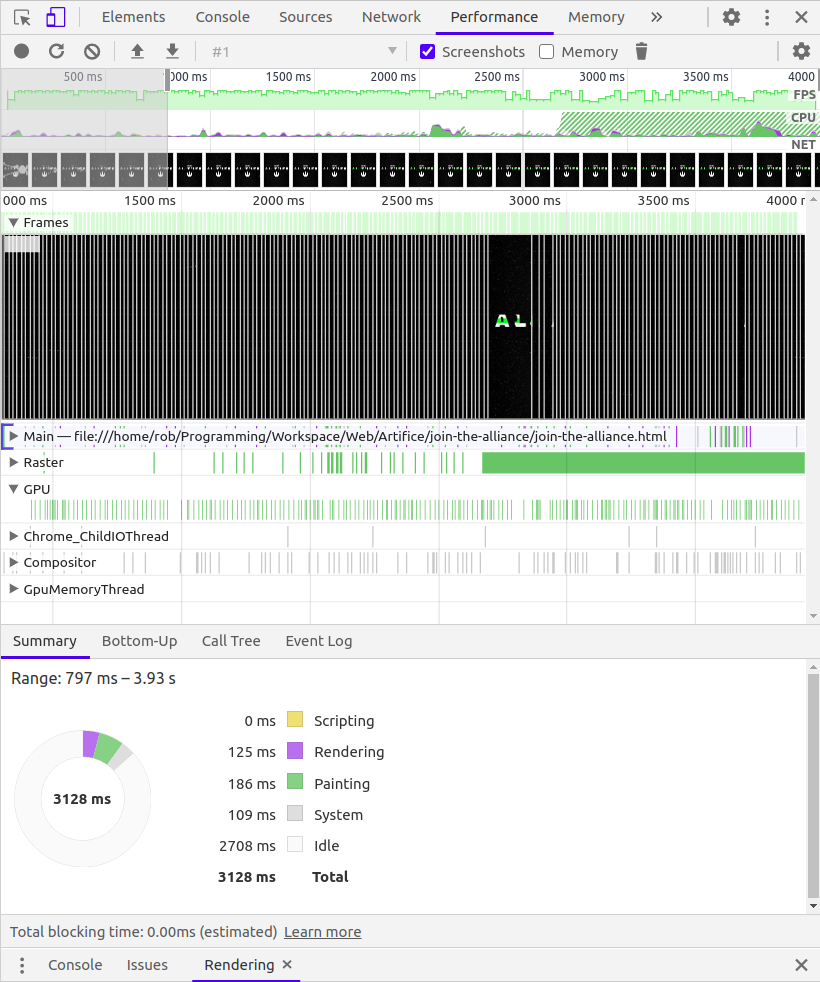 Elements Console Sources Network Performance Memory
#1 Screenshots Memory
500 ms 000 ms 1500 ms 2000 ms 2500 ms 3000 ms 3500 ms 4000
FPS
CPU
NET
000 ms 1500 ms 2000 ms 2500 ms 3000 ms 3500 ms 4000 r
Frames
A L
Main — file:///home/rob/Programming/Workspace/Web/Artifice/join-the-alliance/join-the-alliance.html
Raster
GPU
Chrome_ChildIOThread
Compositor
GpuMemoryThread
Summary Bottom-Up Call Tree Event Log
Range: 797 ms – 3.93 s
0 ms Scripting
125 ms Rendering
186 ms Painting
3128 ms
109 ms System
2708 ms Idle
3128 ms Total
Total blocking time: 0.00ms (estimated) Learn more
Console Issues Rendering